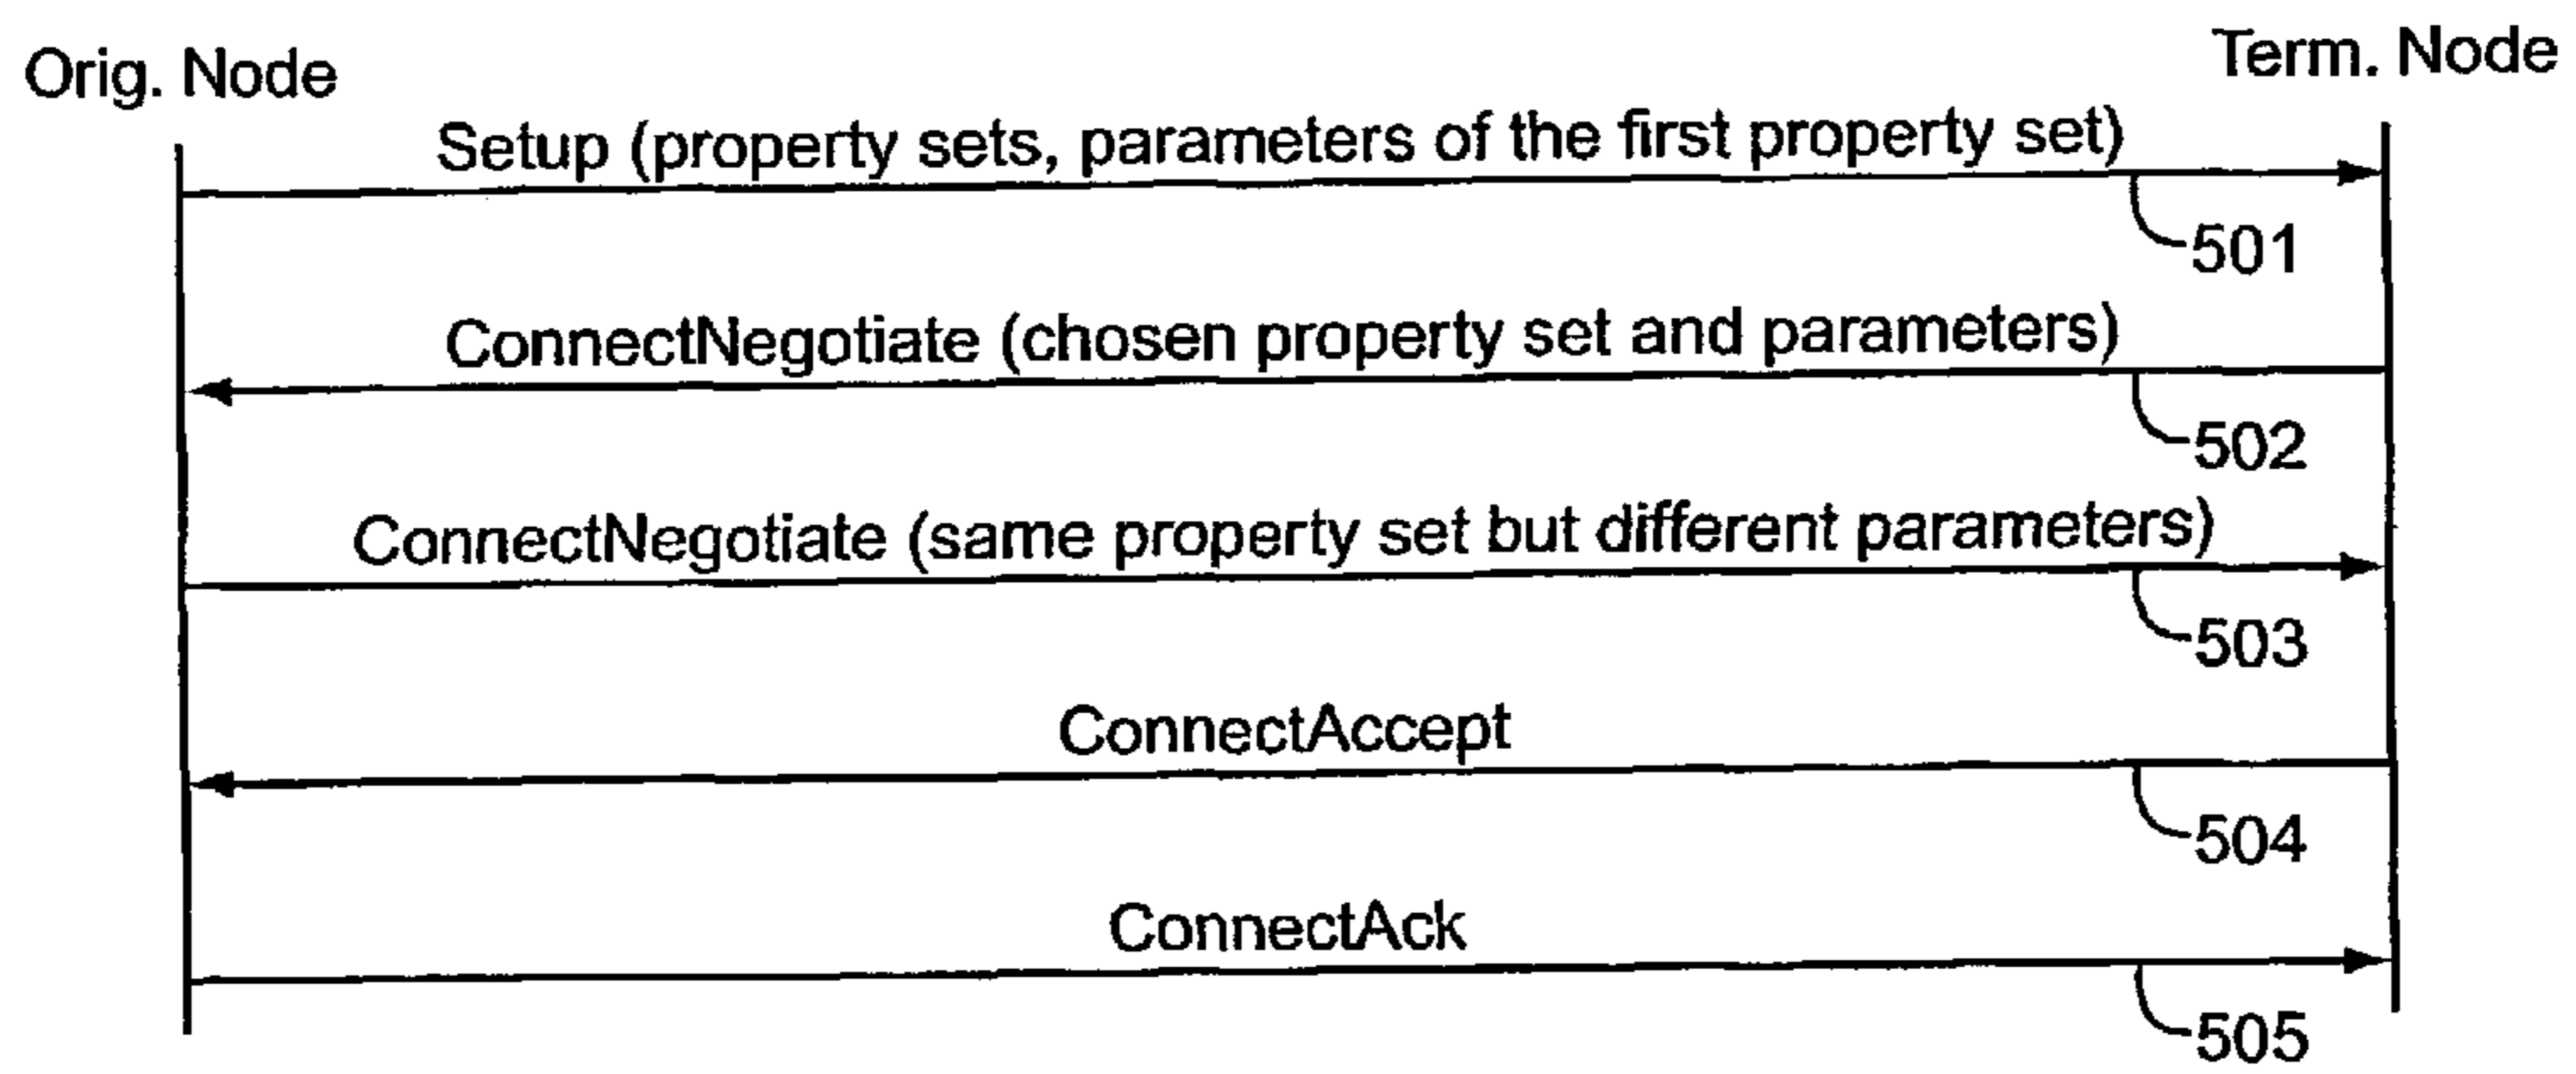 Orig. Node
Term. Node
Setup (property sets, parameters of the first property set)
501
ConnectNegotiate (chosen property set and parameters)
502
ConnectNegotiate (same property set but different parameters)
503
ConnectAccept
504
ConnectAck
505